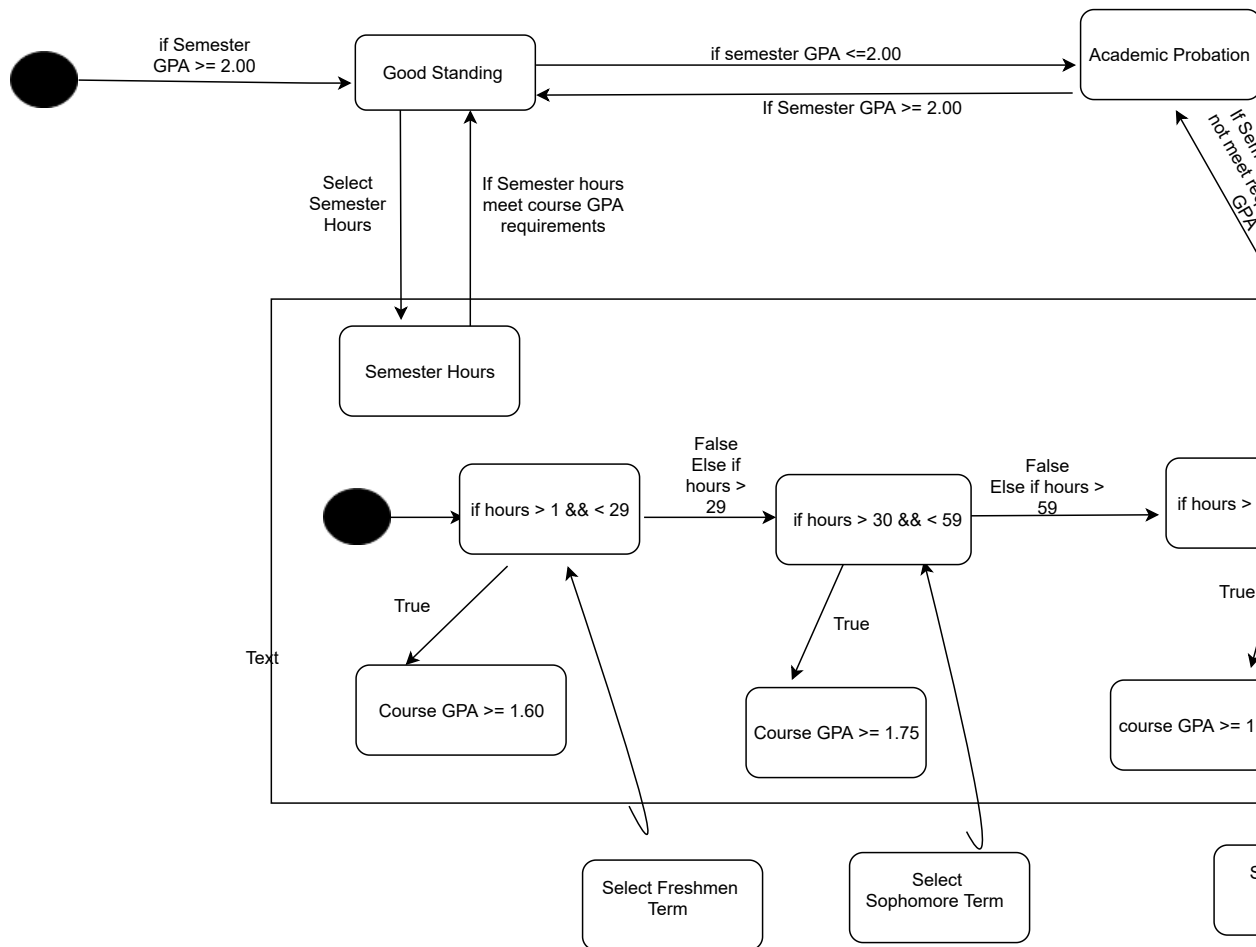 if Semester
GPA >= 2.00
Good Standing
if semester GPA <=2.00
If Semester GPA >= 2.00
Academic Probation
not meet
GPA
Select
Semester
Hours
If Semester hours
meet course GPA
requirements
Semester Hours
if hours > 1 && < 29
False
Else if
hours >
29
if hours > 30 && < 59
False
Else if hours >
59
if hours >
True
True
True
Text
Course GPA >= 1.60
Course GPA >= 1.75
course GPA >= 1
Select Freshmen
Term
Select
Sophomore Term
S